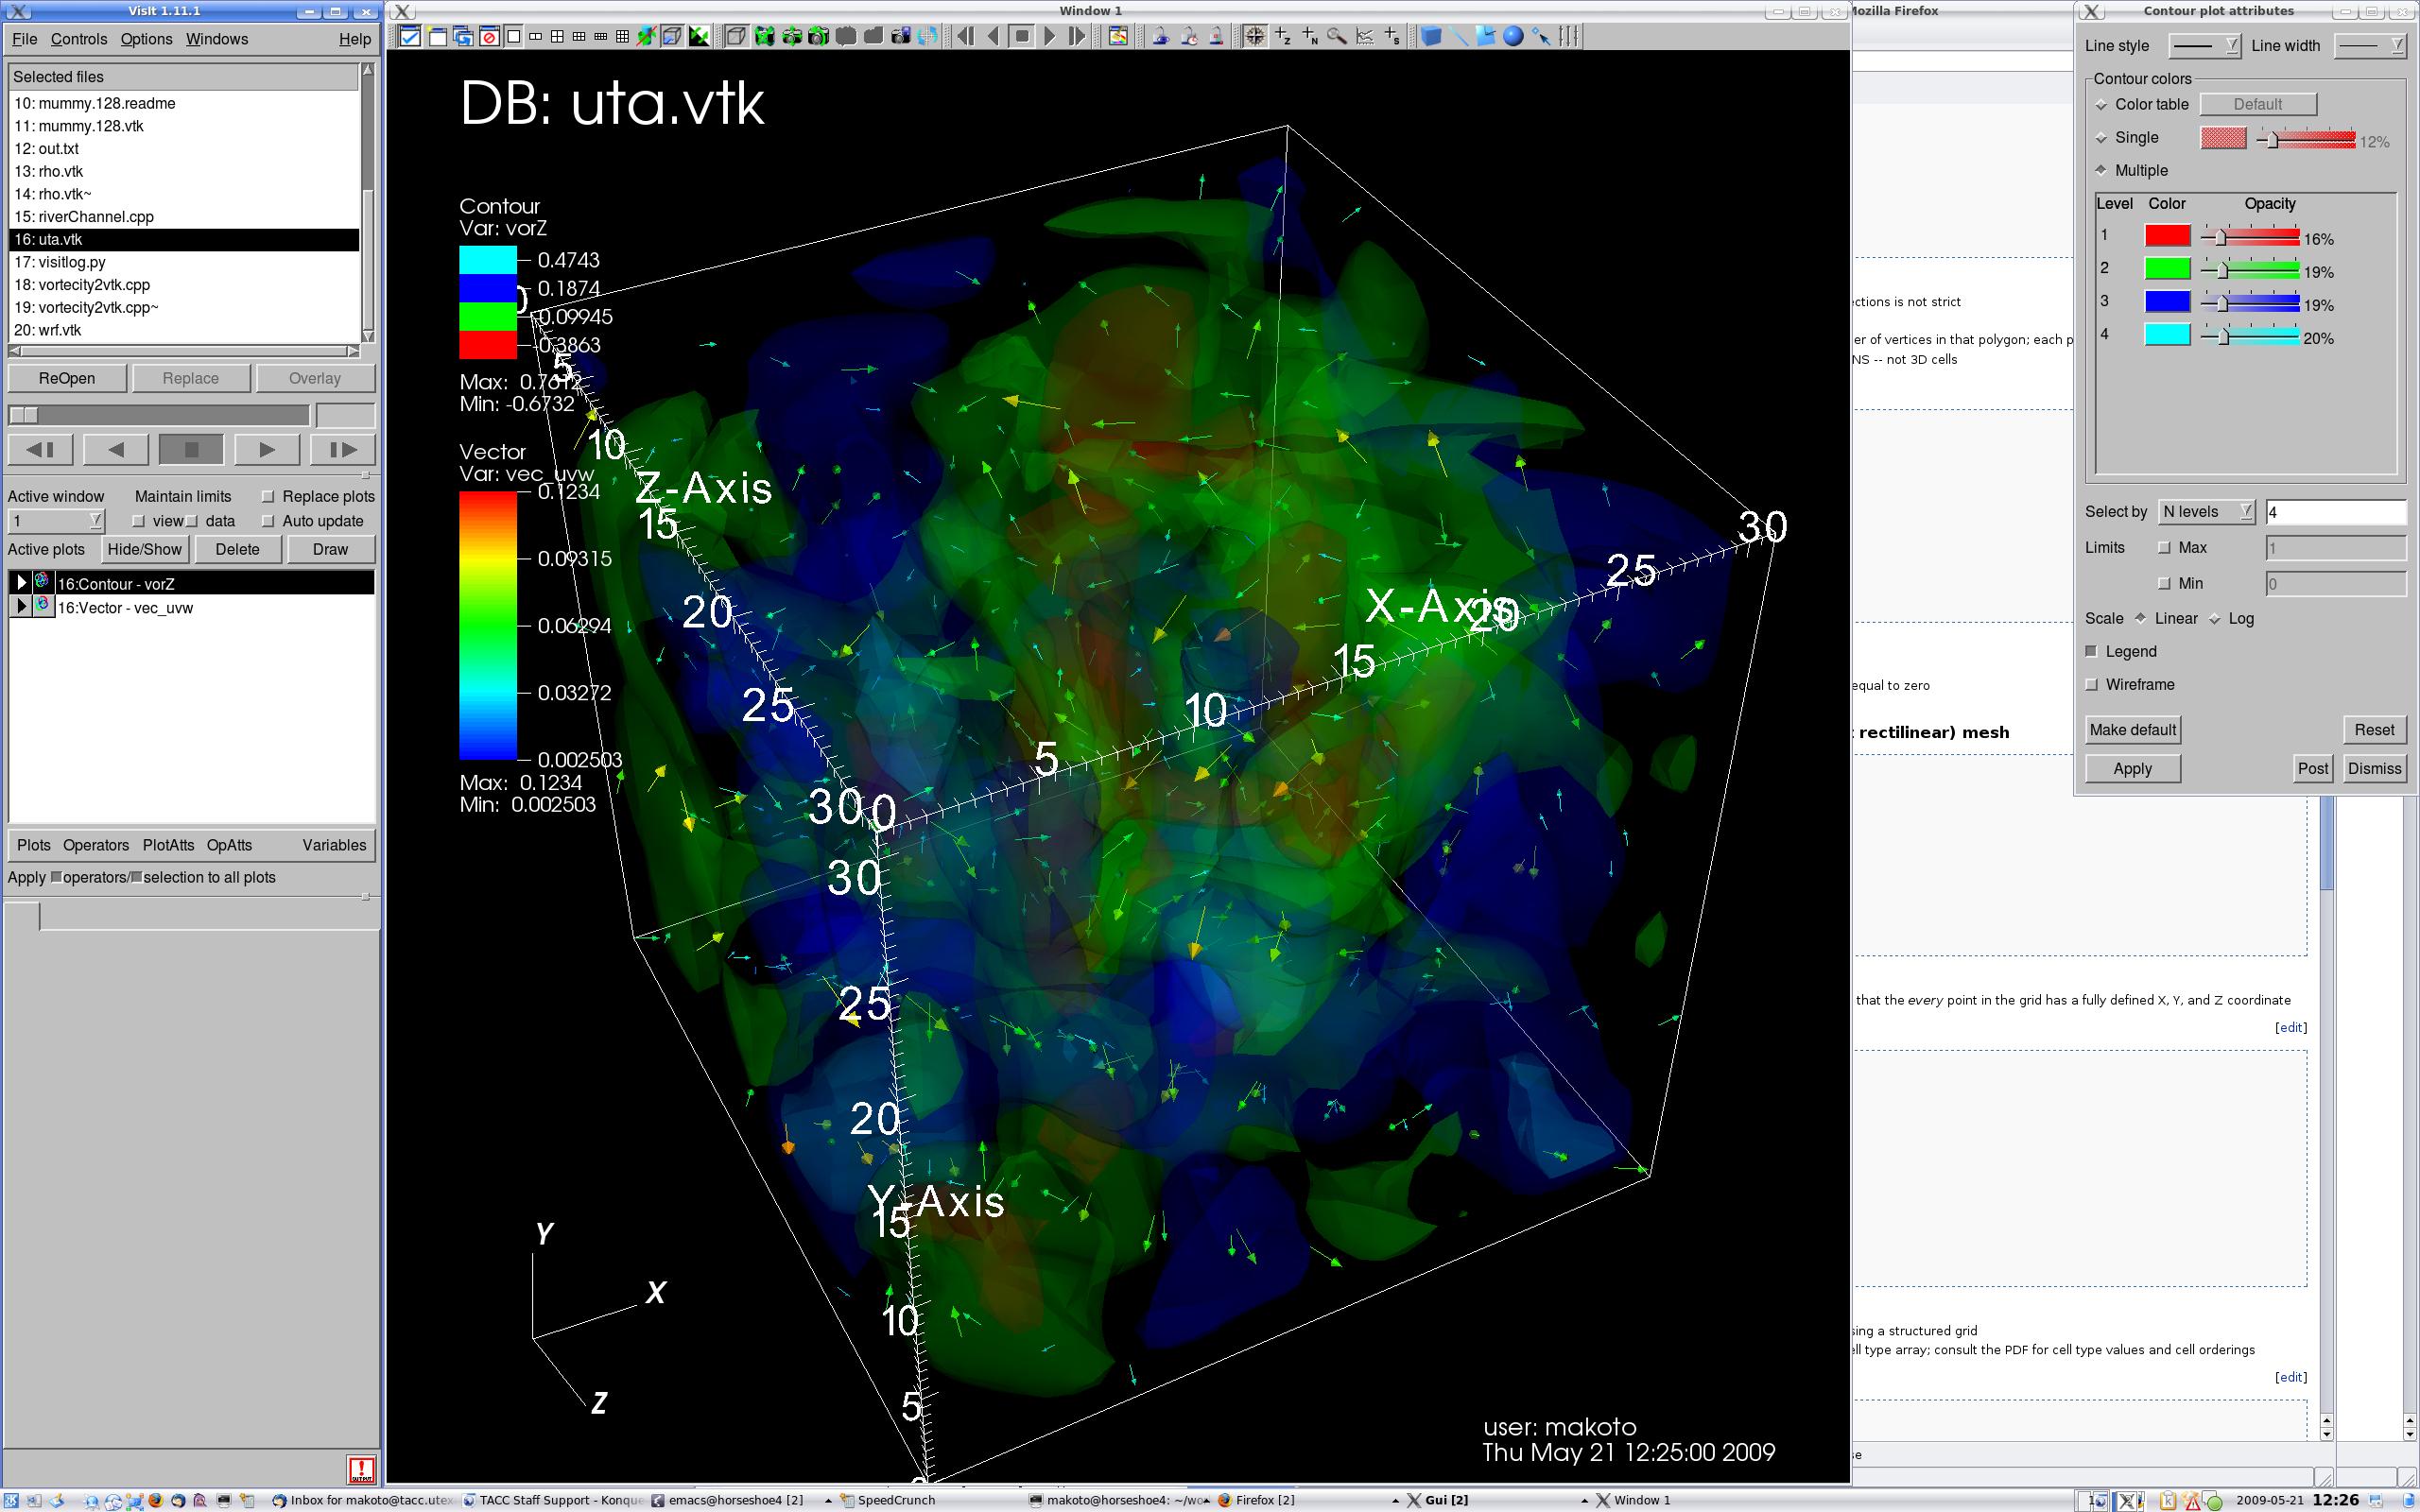 VisIt 1.11.1
File Controls Options Windows Help
Selected files
10: mummy.128.readme
11: mummy.128.vtk
12: out.txt
13: rho.vtk
14: rho.vtk~
15: riverChannel.cpp
16: uta.vtk
17: visitlog.py
18: vortecity2vtk.cpp
19: vortecity2vtk.cpp~
20: wrf.vtk
ReOpen Replace Overlay
Active window Maintain limits Replace plots
1 view data Auto update
Active plots Hide/Show Delete Draw
16:Contour - vorZ
16:Vector - vec_uvw
Plots Operators PlotAtts OpAtts Variables
Apply operators/ selection to all plots
Window 1
DB: uta.vtk
Contour
Var: vorZ
0.4743
0.1874
-0.09945
-0.3863
Max: 0.7612
Min: -0.6732
Vector
Var: vec_uvw
0.1234
0.09315
0.06294
0.03272
0.002503
Max: 0.1234
Min: 0.002503
5
10
Z-Axis
15
20
25
30
0
5
10
15
X-Axis
20
25
30
30
25
20
Y-Axis
15
10
5
Y
X
Z
user: makoto
Thu May 21 12:25:00 2009
Mozilla Firefox
ections is not strict
er of vertices in that polygon; each p
NS -- not 3D cells
equal to zero
rectilinear) mesh
that the every point in the grid has a fully defined X, Y, and Z coordinate
[edit]
sing a structured grid
ell type array; consult the PDF for cell type values and cell orderings
[edit]
Contour plot attributes
Line style Line width
Contour colors
Color table Default
Single 12%
Multiple
Level Color Opacity
1 16%
2 19%
3 19%
4 20%
Select by N levels 4
Limits Max 1
Min 0
Scale Linear Log
Legend
Wireframe
Make default Reset
Apply Post Dismiss
Inbox for makoto@tacc.utex TACC Staff Support - Konque emacs@horseshoe4 [2] SpeedCrunch makoto@horseshoe4: ~/wo Firefox [2] Gui [2] Window 1 1 2009-05-21 12:26